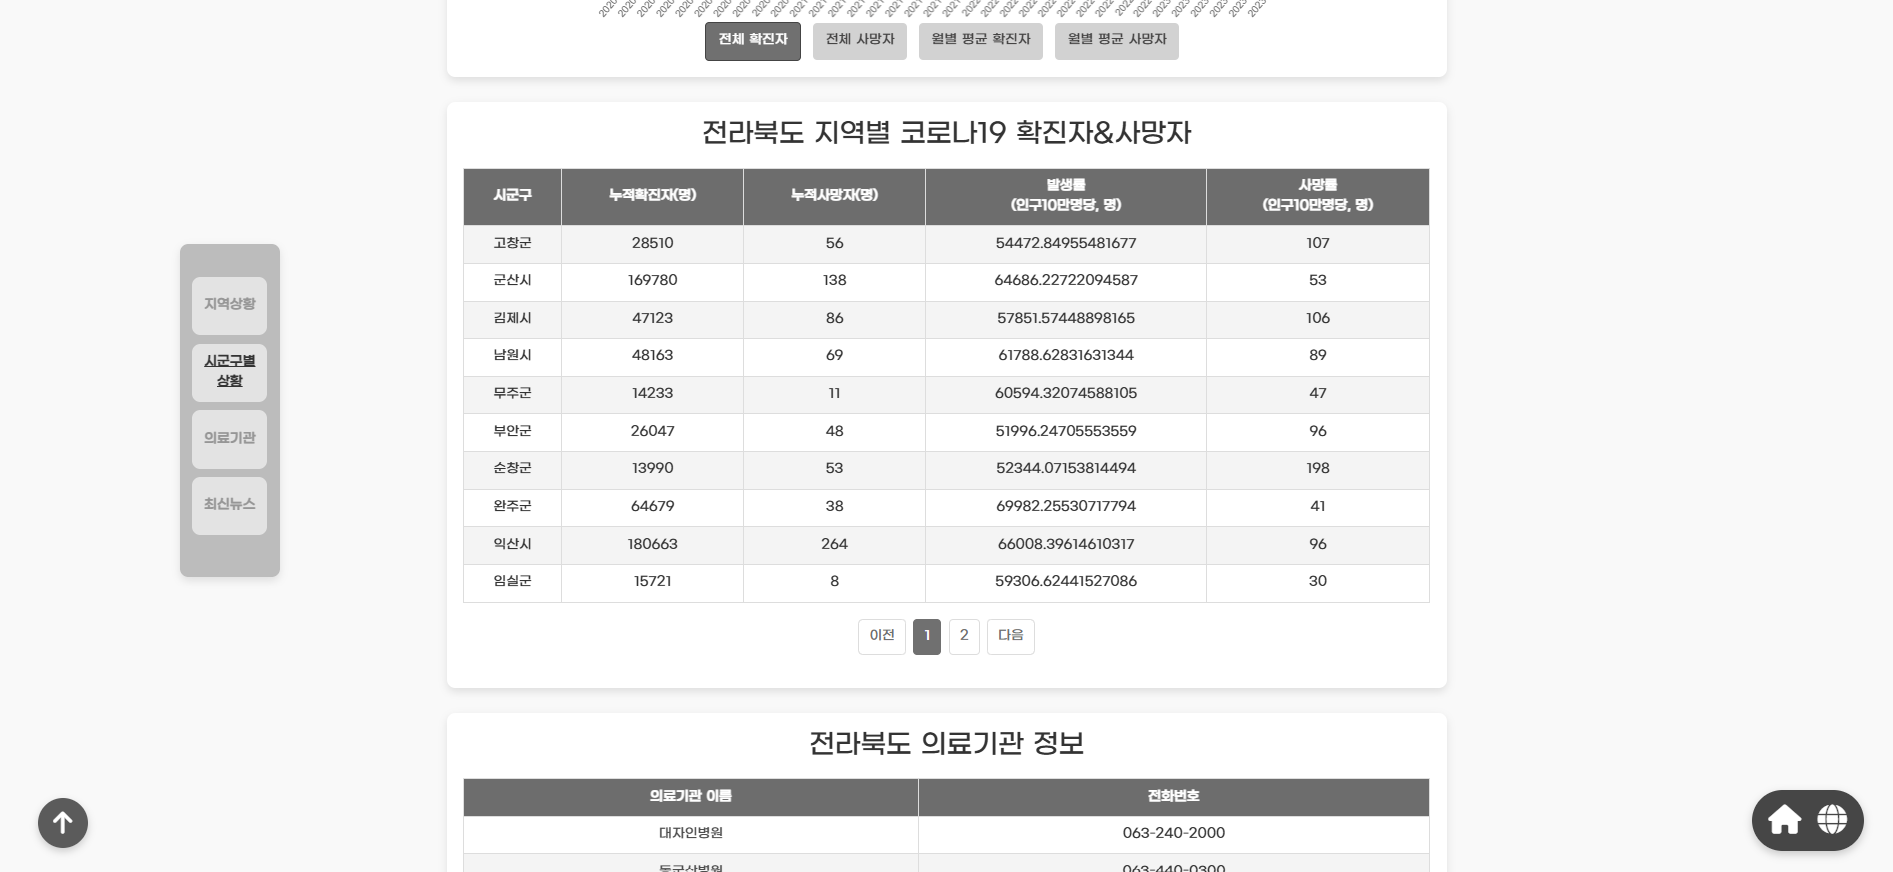 전체 확진자 전체 사망자 월별 평균 확진자 월별 평균 사망자
전라북도 지역별 코로나19 확진자&사망자
시군구 누적확진자(명) 누적사망자(명) 발생률 (인구10만명당, 명) 사망률 (인구10만명당, 명)
고창군 28510 56 54472.84955481677 107
군산시 169780 138 64686.22722094587 53
김제시 47123 86 57851.57448898165 106
남원시 48163 69 61788.62831631344 89
무주군 14233 11 60594.32074588105 47
부안군 26047 48 51996.24705553559 96
순창군 13990 53 52344.07153814494 198
완주군 64679 38 69982.25530717794 41
익산시 180663 264 66008.39614610317 96
임실군 15721 8 59306.62441527086 30
이전 1 2 다음
지역상황
시군구별
상황
의료기관
최신뉴스
전라북도 의료기관 정보
의료기관 이름 전화번호
대자인병원 063-240-2000
동군산병원 063-440-0300